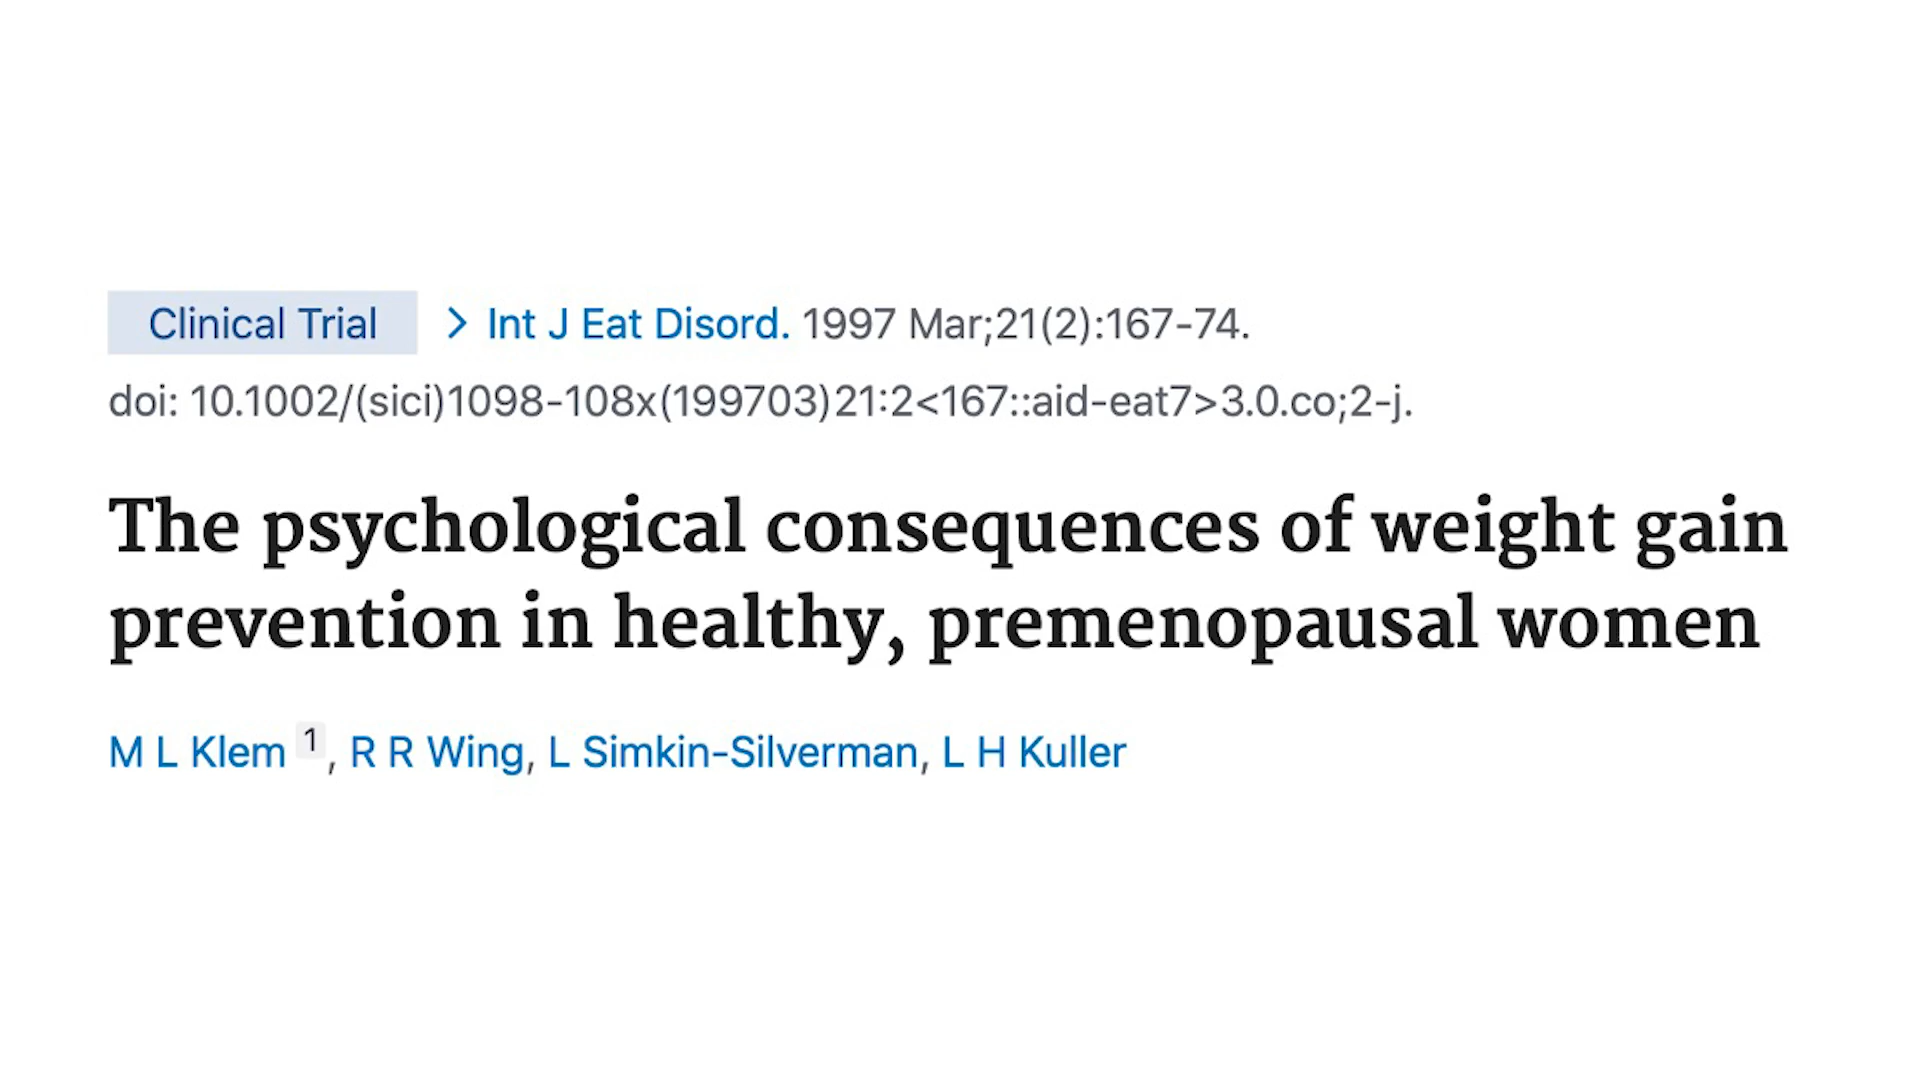 Clinical Trial > Int J Eat Disord. 1997 Mar;21(2):167-74.
doi: 10.1002/(sici)1098-108x(199703)21:2<167::aid-eat7>3.0.co;2-j.
The psychological consequences of weight gain
prevention in healthy, premenopausal women
M L Klem 1, R R Wing, L Simkin-Silverman, L H Kuller